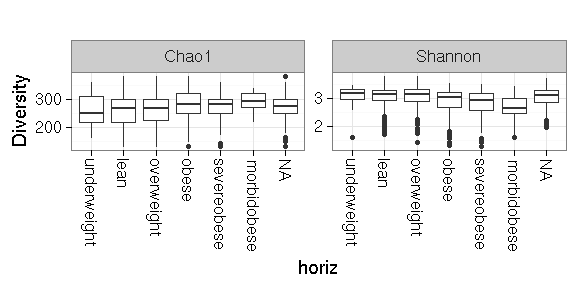 Chao1
Shannon
Diversity
300
200
3
2
underweight
lean
overweight
obese
severeobese
morbidobese
NA
underweight
lean
overweight
obese
severeobese
morbidobese
NA
horiz